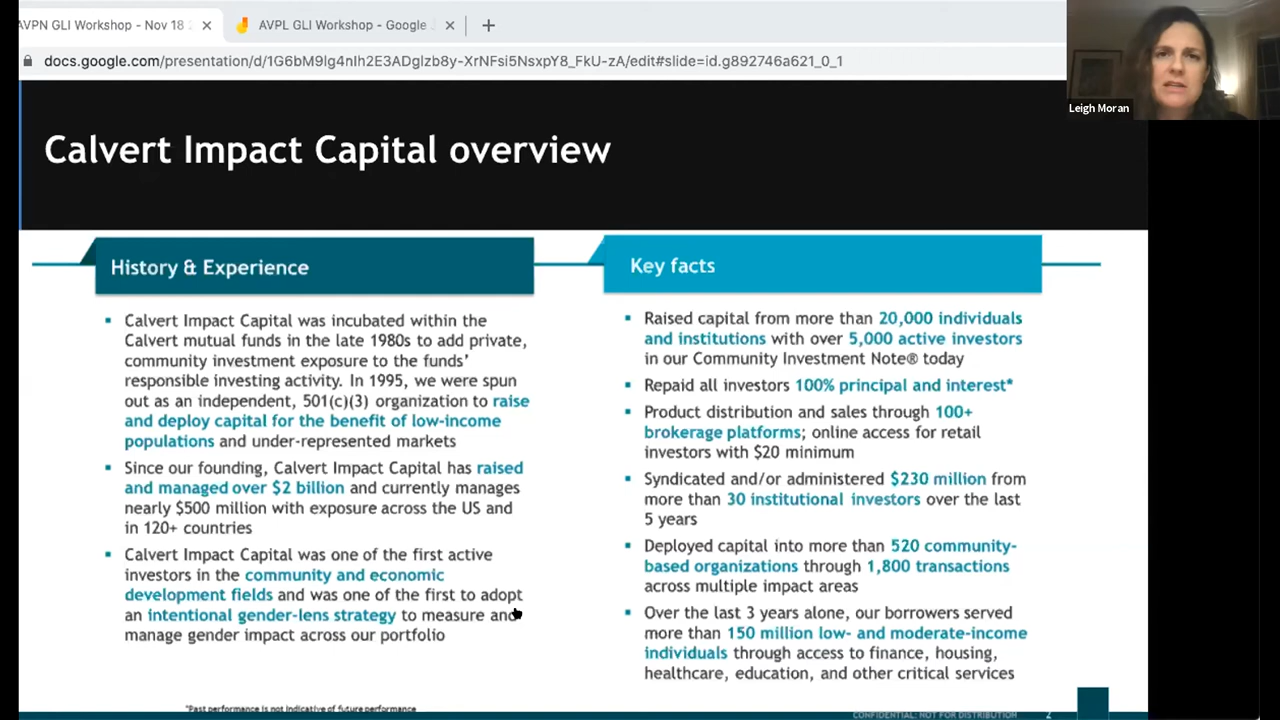 AVPN GLI Workshop - Nov 18 2
AVPL GLI Workshop - Google
docs.google.com/presentation/d/1G6bM9lg4nIh2E3ADglzb8y-XrNFsi5NsxpY8_FkU-zA/edit#slide=id.g892746a621_0_1
Leigh Moran
Calvert Impact Capital overview
History & Experience
▪ Calvert Impact Capital was incubated within the
Calvert mutual funds in the late 1980s to add private,
community investment exposure to the funds'
responsible investing activity. In 1995, we were spun
out as an independent, 501(c)(3) organization to raise
and deploy capital for the benefit of low-income
populations and under-represented markets
▪ Since our founding, Calvert Impact Capital has raised
and managed over $2 billion and currently manages
nearly $500 million with exposure across the US and
in 120+ countries
▪ Calvert Impact Capital was one of the first active
investors in the community and economic
development fields and was one of the first to adopt
an intentional gender-lens strategy to measure and
manage gender impact across our portfolio
Key facts
▪ Raised capital from more than 20,000 individuals
and institutions with over 5,000 active investors
in our Community Investment Note® today
▪ Repaid all investors 100% principal and interest*
▪ Product distribution and sales through 100+
brokerage platforms; online access for retail
investors with $20 minimum
▪ Syndicated and/or administered $230 million from
more than 30 institutional investors over the last
5 years
▪ Deployed capital into more than 520 community-
based organizations through 1,800 transactions
across multiple impact areas
▪ Over the last 3 years alone, our borrowers served
more than 150 million low- and moderate-income
individuals through access to finance, housing,
healthcare, education, and other critical services
*Past performance is not indicative of future performance
CONFIDENTIAL: NOT FOR DISTRIBUTION 2